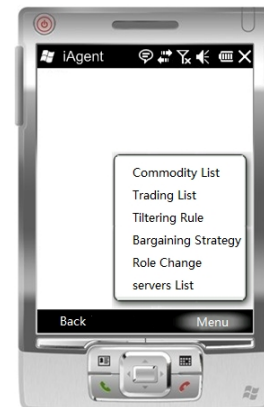 iAgent
Commodity List
Trading List
Tiltering Rule
Bargaining Strategy
Role Change
servers List
Back Menu